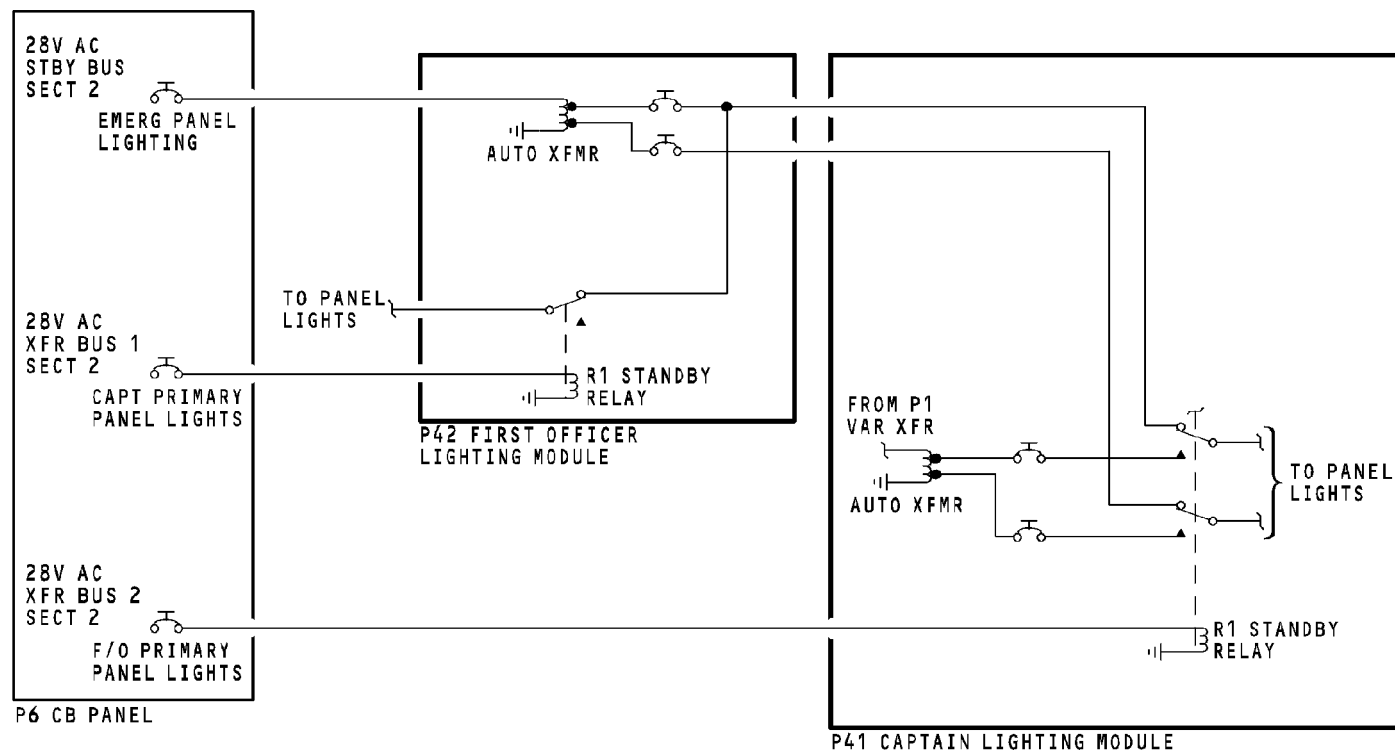 28V AC
STBY BUS
SECT 2
EMERG PANEL
LIGHTING
28V AC
XFR BUS 1
SECT 2
CAPT PRIMARY
PANEL LIGHTS
28V AC
XFR BUS 2
SECT 2
F/O PRIMARY
PANEL LIGHTS
P6 CB PANEL
AUTO XFMR
TO PANEL
LIGHTS
R1 STANDBY
RELAY
P42 FIRST OFFICER
LIGHTING MODULE
FROM P1
VAR XFR
AUTO XFMR
TO PANEL
LIGHTS
R1 STANDBY
RELAY
P41 CAPTAIN LIGHTING MODULE